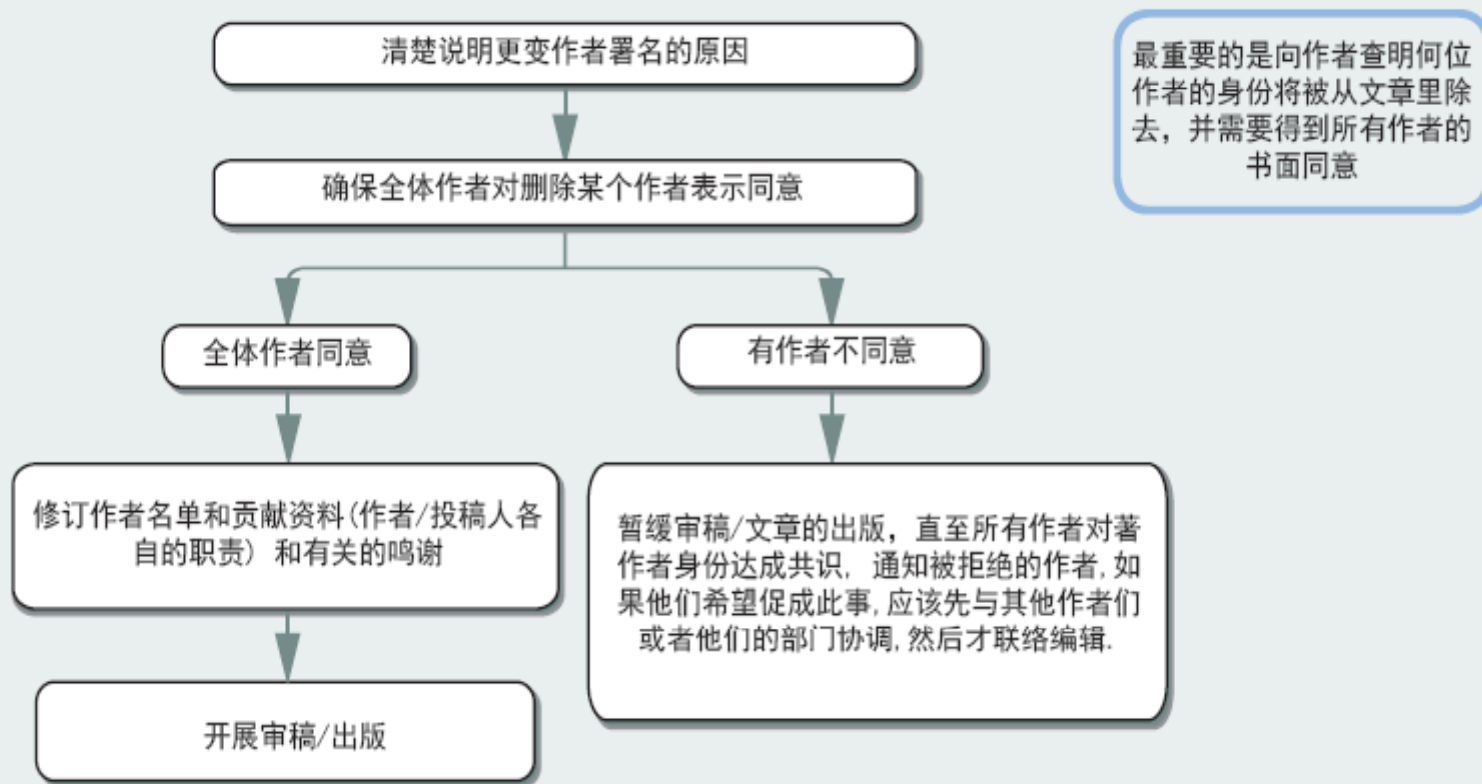 清楚说明更变作者署名的原因
最重要的是向作者查明何位
作者的身份将被从文章里除
去，并需要得到所有作者的
书面同意
确保全体作者对删除某个作者表示同意
全体作者同意
有作者不同意
修订作者名单和贡献资料(作者/投稿人各
自的职责) 和有关的鸣谢
暂缓审稿/文章的出版，直至所有作者对著
作者身份达成共识, 通知被拒绝的作者,如
果他们希望促成此事,应该先与其他作者们
或者他们的部门协调,然后才联络编辑.
开展审稿/出版